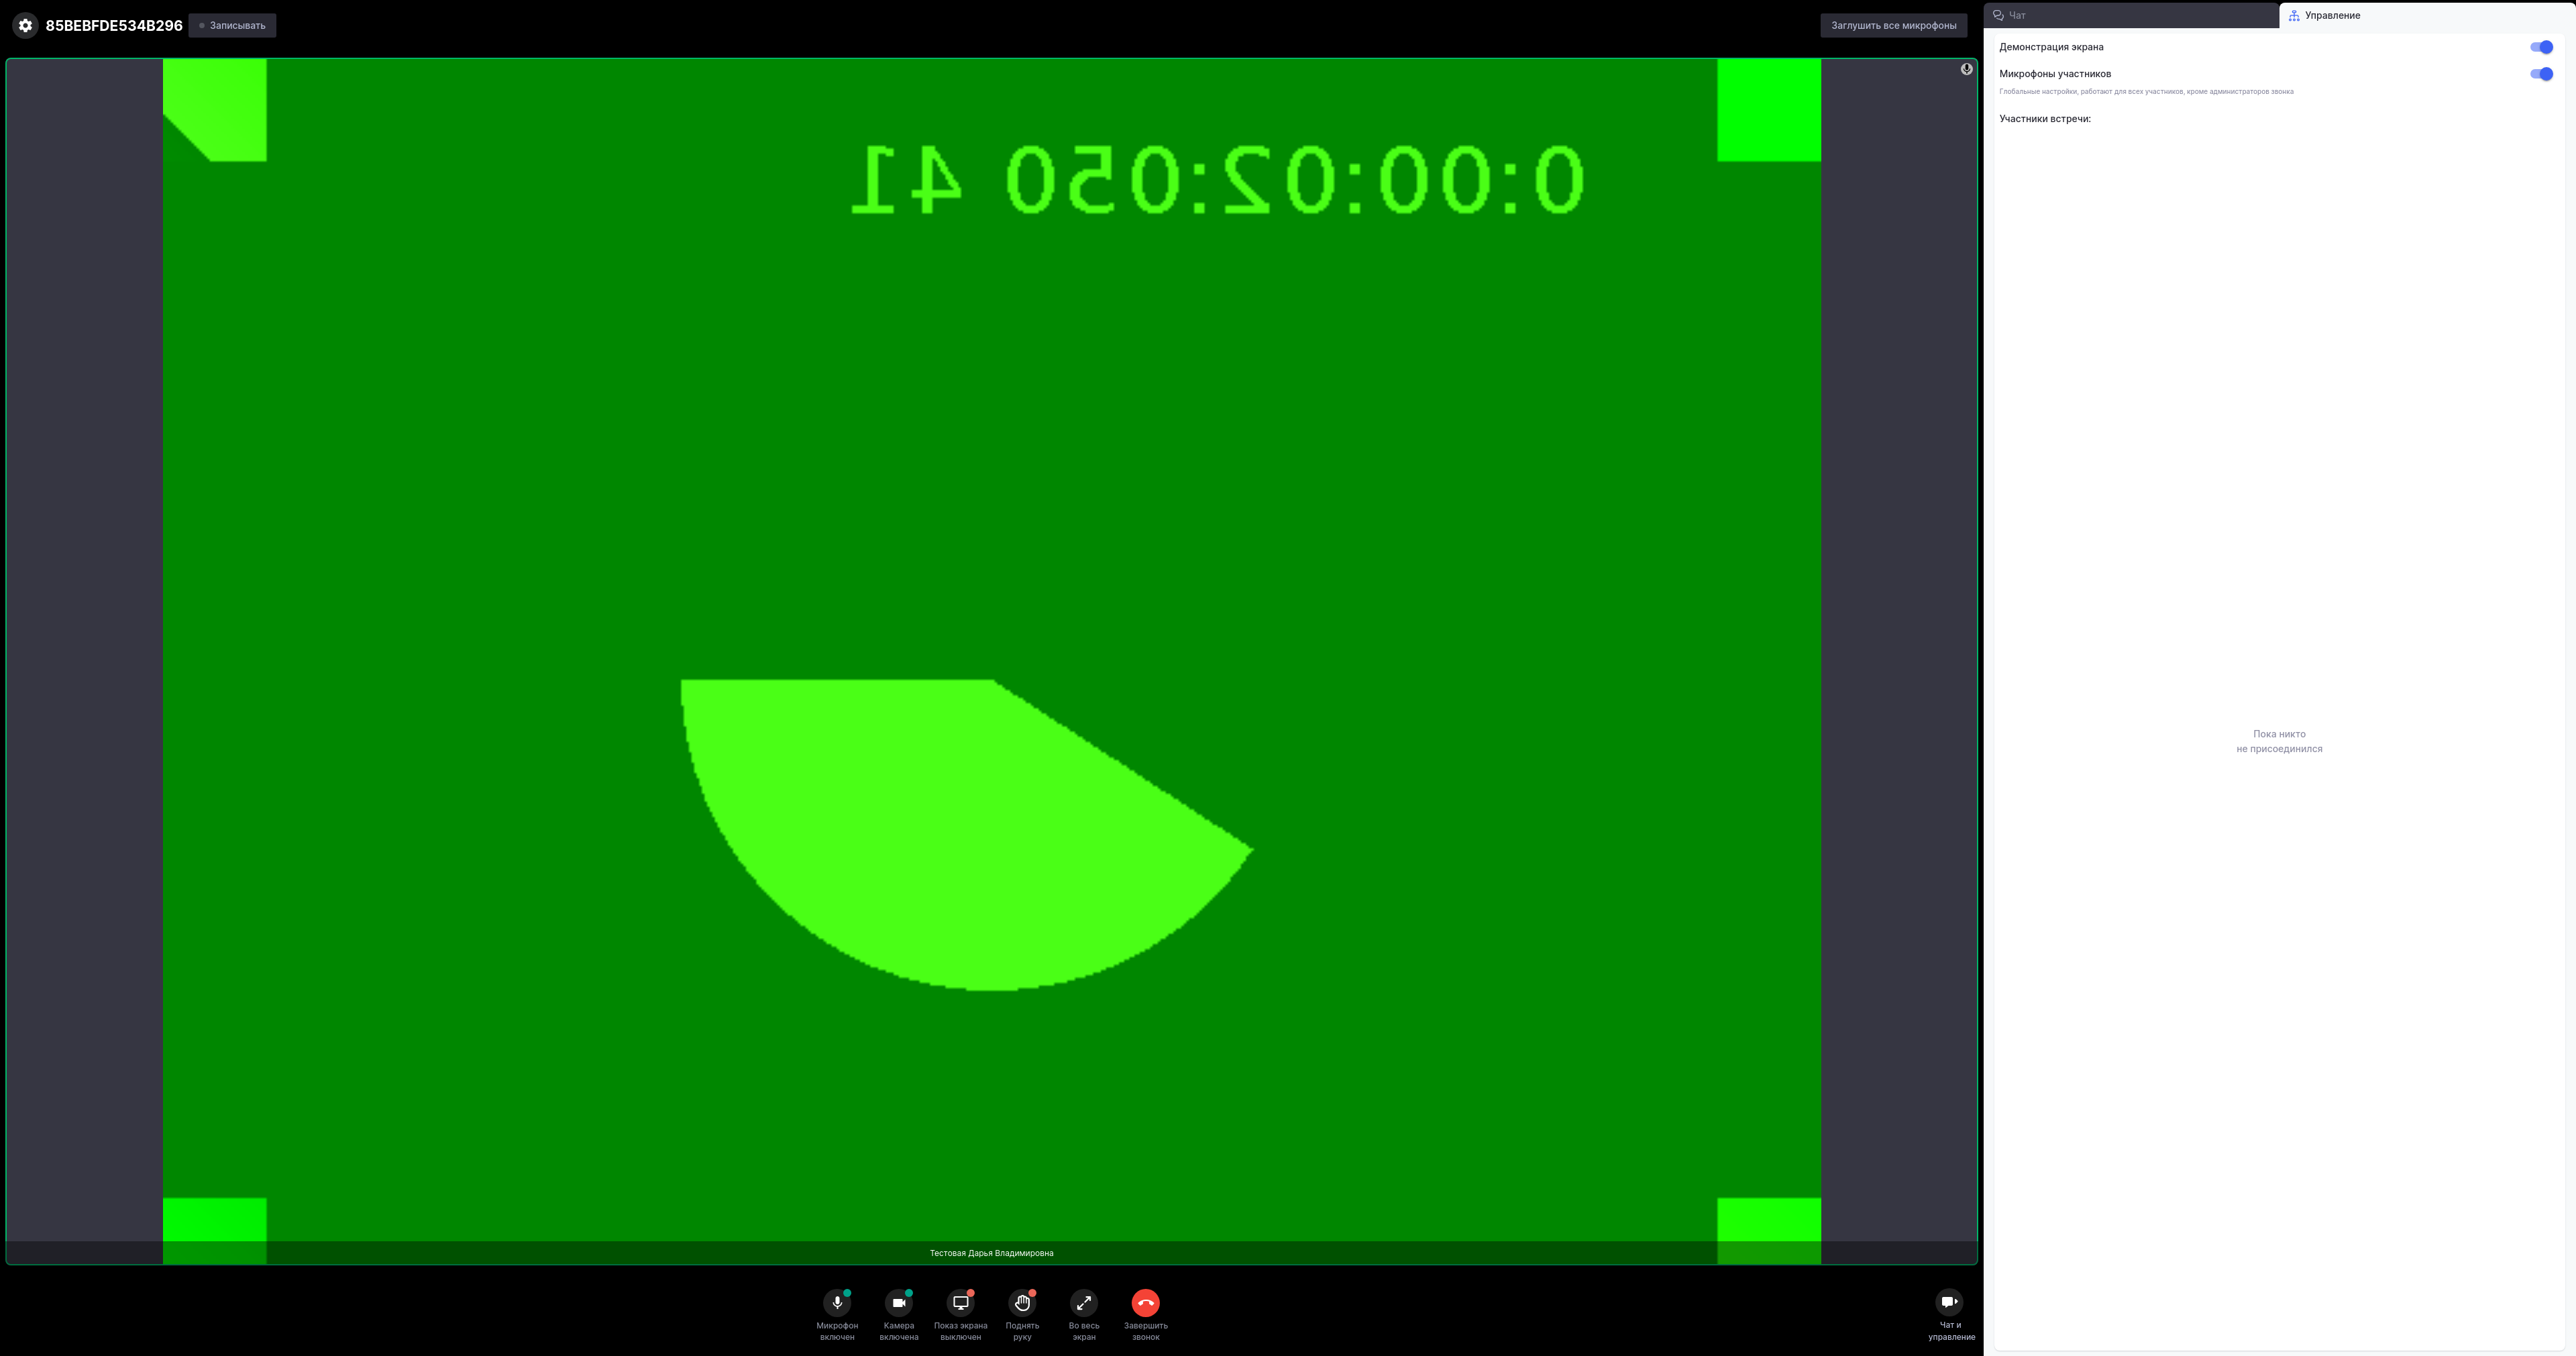 85BEBFDE534B296
Записывать
Заглушить все микрофоны
Чат
Управление
Демонстрация экрана
Микрофоны участников
Глобальные настройки, работают для всех участников, кроме администраторов звонка
Участники встречи:
0:00:02:050 41
Пока никто
не присоединился
Тестовая Дарья Владимировна
Микрофон
включен
Камера
включена
Показ экрана
выключен
Поднять
руку
Во весь
экран
Завершить
звонок
Чат и
управление